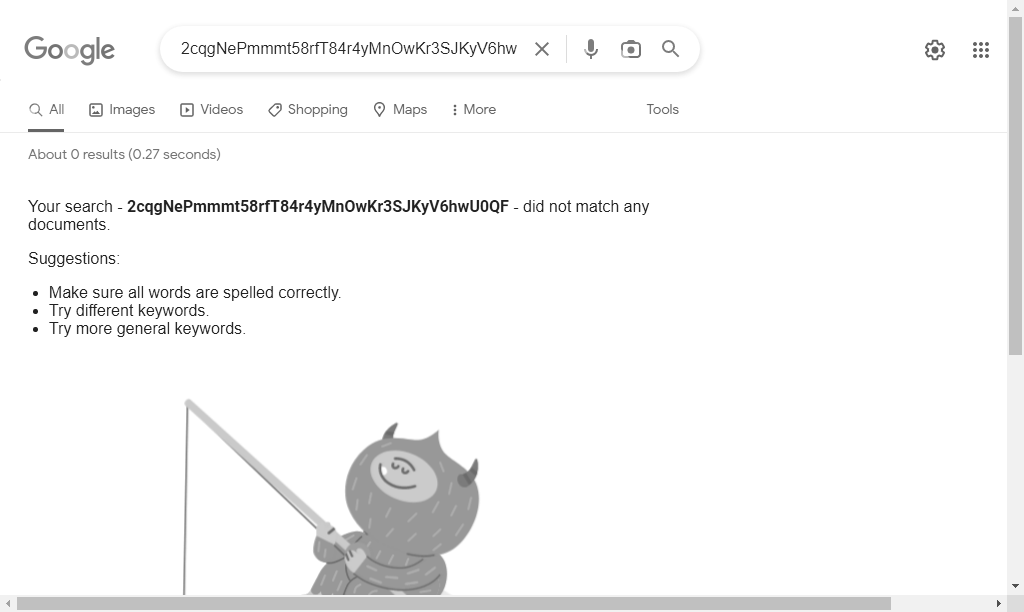 Google
2cqgNePmmmt58rfT84r4yMnOwKr3SJKyV6hw
All Images Videos Shopping Maps More Tools
About 0 results (0.27 seconds)
Your search - 2cqgNePmmmt58rfT84r4yMnOwKr3SJKyV6hwU0QF - did not match any
documents.
Suggestions:
Make sure all words are spelled correctly.
Try different keywords.
Try more general keywords.